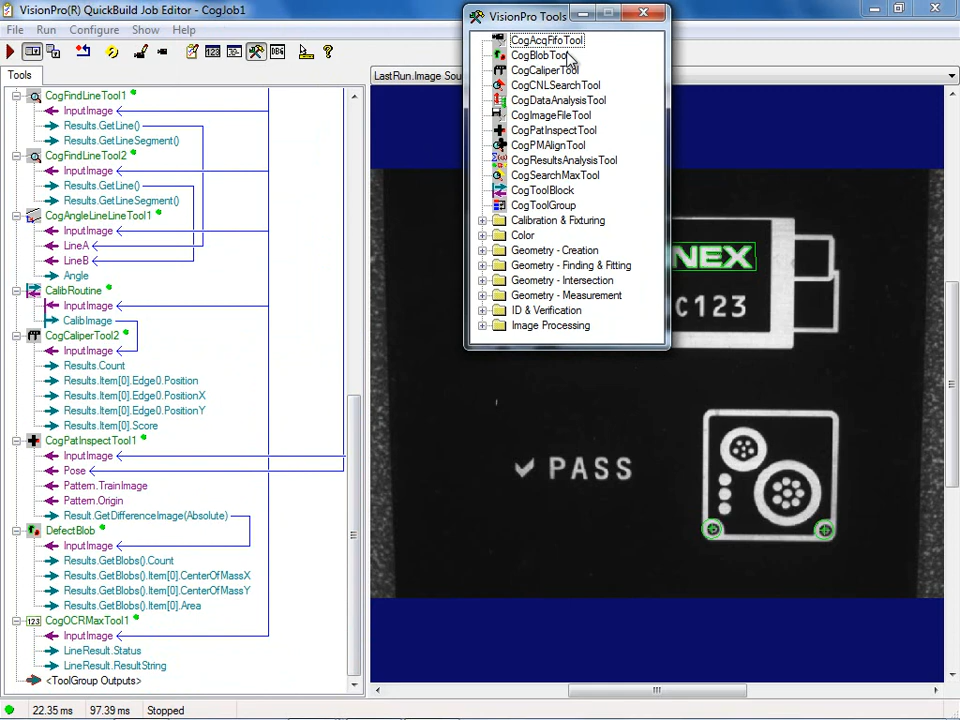 VisionPro(R) QuickBuild Job Editor - CogJob1
File Run Configure Show Help
Tools
CogFindLineTool1
InputImage
Results.GetLine()
Results.GetLineSegment()
CogFindLineTool2
InputImage
Results.GetLine()
Results.GetLineSegment()
CogAngleLineLineTool1
InputImage
LineA
LineB
Angle
CalibRoutine
InputImage
CalibImage
CogCaliperTool2
InputImage
Results.Count
Results.Item[0].Edge0.Position
Results.Item[0].Edge0.PositionX
Results.Item[0].Edge0.PositionY
Results.Item[0].Score
CogPatInspectTool1
InputImage
Pose
Pattern.TrainImage
Pattern.Origin
Result.GetDifferenceImage(Absolute)
DefectBlob
InputImage
Results.GetBlobs().Count
Results.GetBlobs().Item[0].CenterOfMassX
Results.GetBlobs().Item[0].CenterOfMassY
Results.GetBlobs().Item[0].Area
CogOCRMaxTool1
InputImage
LineResult.Status
LineResult.ResultString
<ToolGroup Outputs>
22.35 ms 97.39 ms Stopped
LastRun.Image Sou
VisionPro Tools
CogAcqFifoTool
CogBlobTool
CogCaliperTool
CogCNLSearchTool
CogDataAnalysisTool
CogImageFileTool
CogPatInspectTool
CogPMAlignTool
CogResultsAnalysisTool
CogSearchMaxTool
CogToolBlock
CogToolGroup
Calibration & Fixturing
Color
Geometry - Creation
Geometry - Finding & Fitting
Geometry - Intersection
Geometry - Measurement
ID & Verification
Image Processing
NEX
C123
PASS